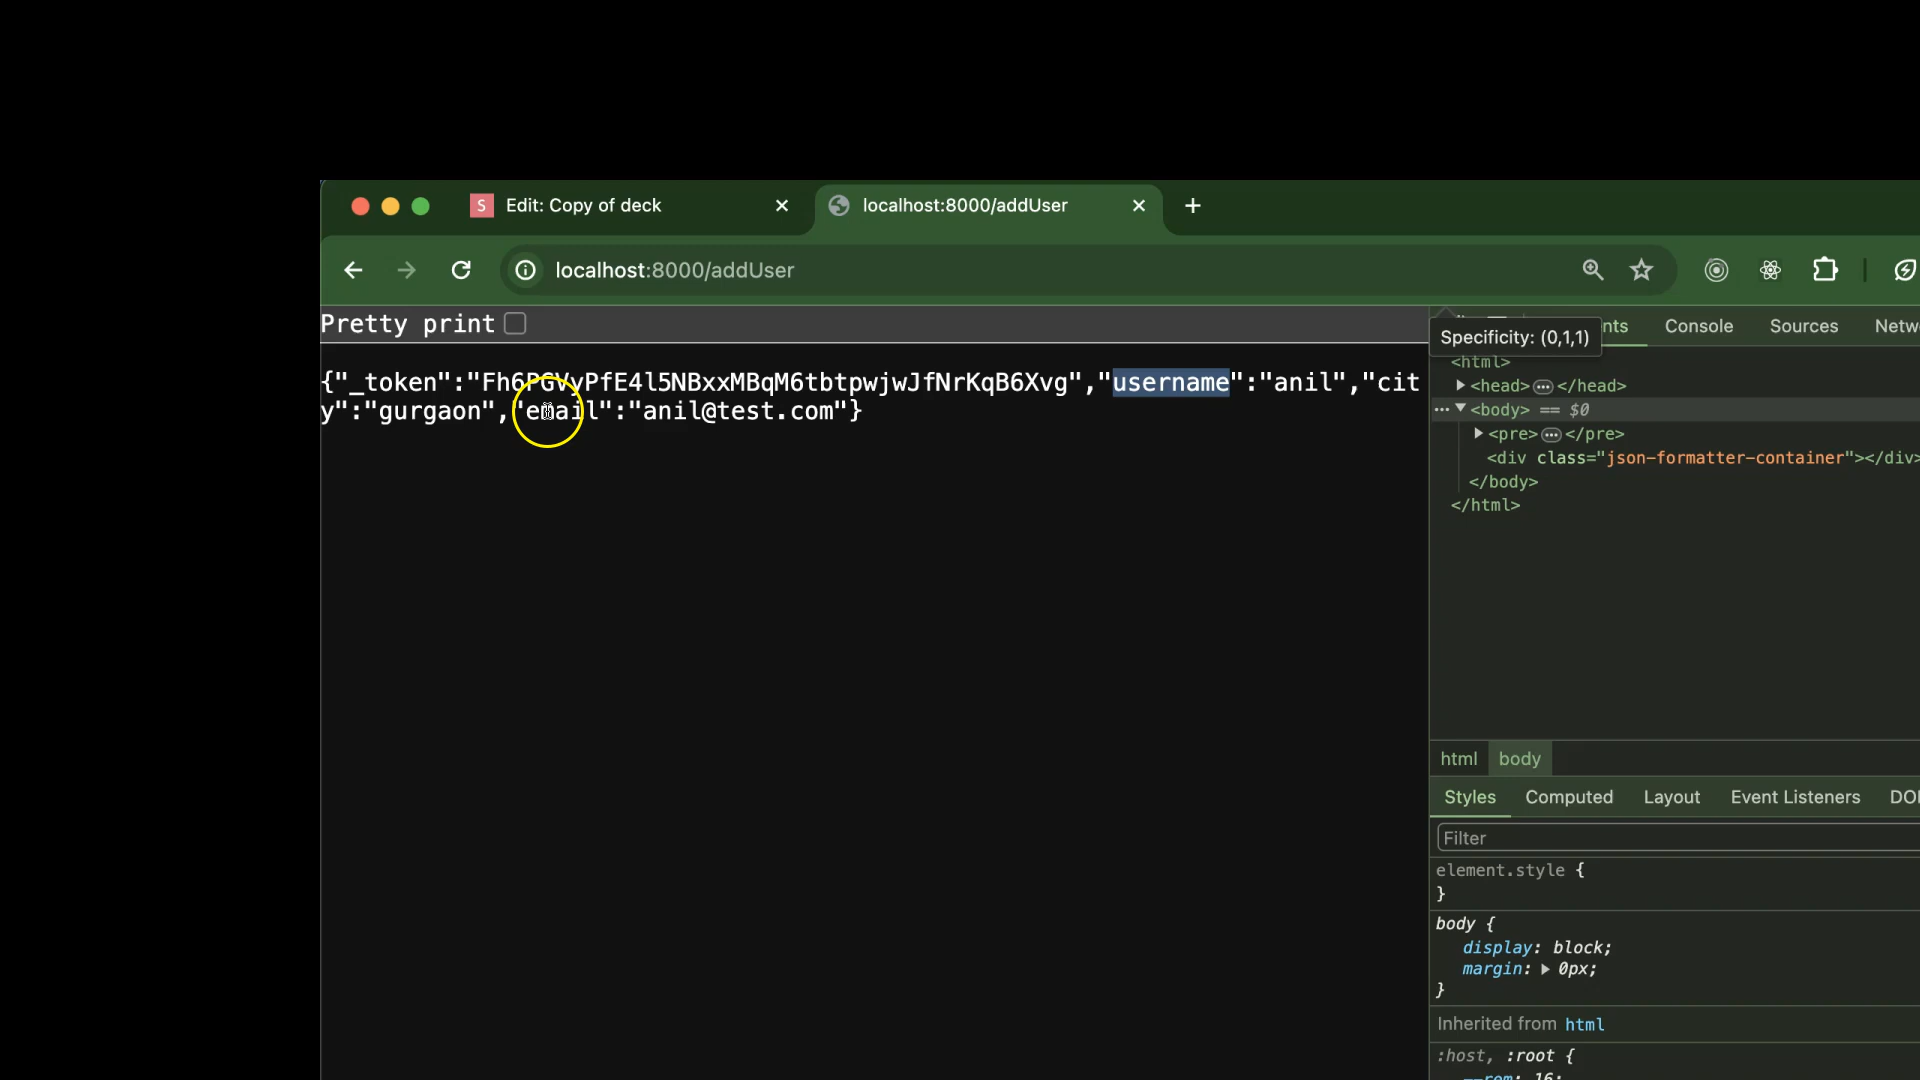 S Edit: Copy of deck localhost:8000/addUser
localhost:8000/addUser
Pretty print
Specificity: (0,1,1) Console Sources Netw
{"_token":"Fh6PGVyPfE4l5NBxxMBqM6tbtpwjwJfNrKqB6Xvg","username":"anil","cit
y":"gurgaon","email":"anil@test.com"}
<html>
<head> </head>
<body> == $0
<pre> </pre>
<div class="json-formatter-container"></div>
</body>
</html>
html body
Styles Computed Layout Event Listeners
Filter
element.style {
}
body {
display: block;
margin: 0px;
}
Inherited from html
:host, :root {
--rem: 16;